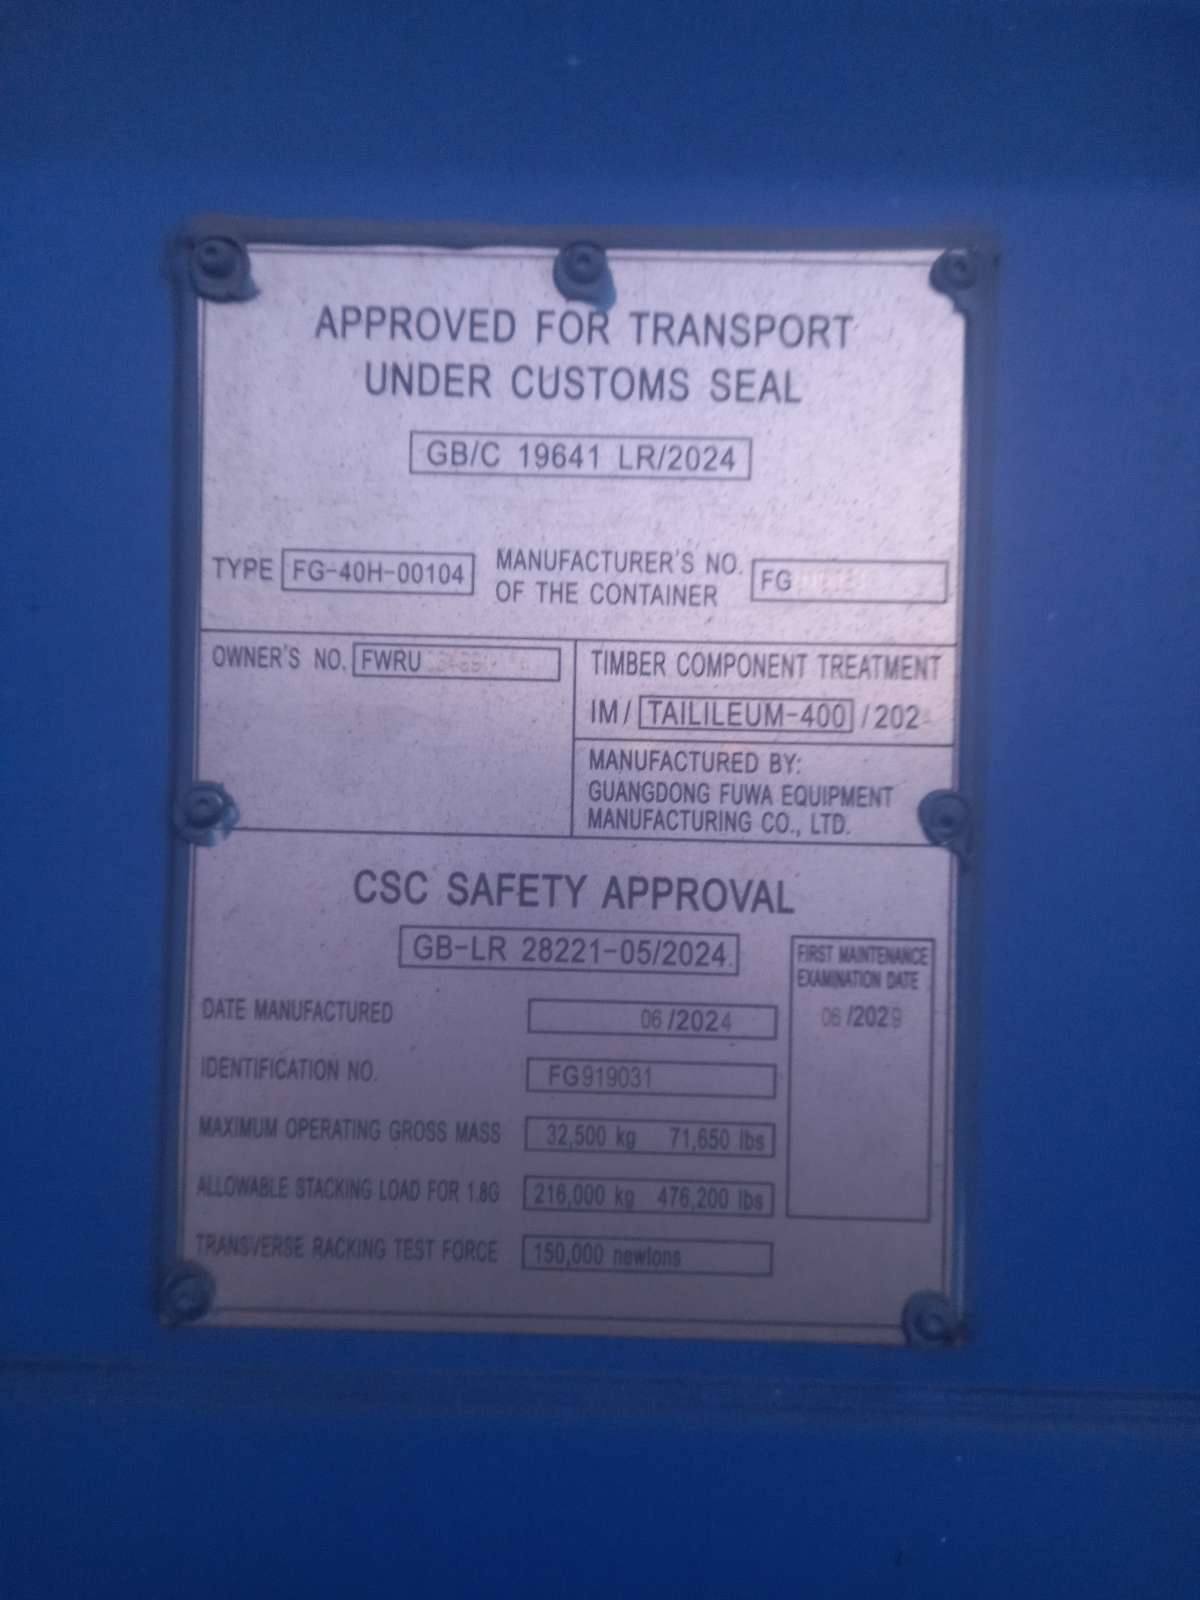 APPROVED FOR TRANSPORT
UNDER CUSTOMS SEAL
GB/C 19641 LR/2024
TYPE FG-40H-00104
MANUFACTURER'S NO.
OF THE CONTAINER FG
OWNER'S NO. FWRU
TIMBER COMPONENT TREATMENT
IM / TAILILEUM-400 / 202
MANUFACTURED BY:
GUANGDONG FUWA EQUIPMENT
MANUFACTURING CO., LTD.
CSC SAFETY APPROVAL
GB-LR 28221-05/2024.
FIRST MAINTENANCE
EXAMINATION DATE
06 /2029
DATE MANUFACTURED 06 /2024
IDENTIFICATION NO. FG919031
MAXIMUM OPERATING GROSS MASS 32,500 kg 71,650 lbs
ALLOWABLE STACKING LOAD FOR 1.8G 216,000 kg 476,200 lbs
TRANSVERSE RACKING TEST FORCE 150,000 newtons